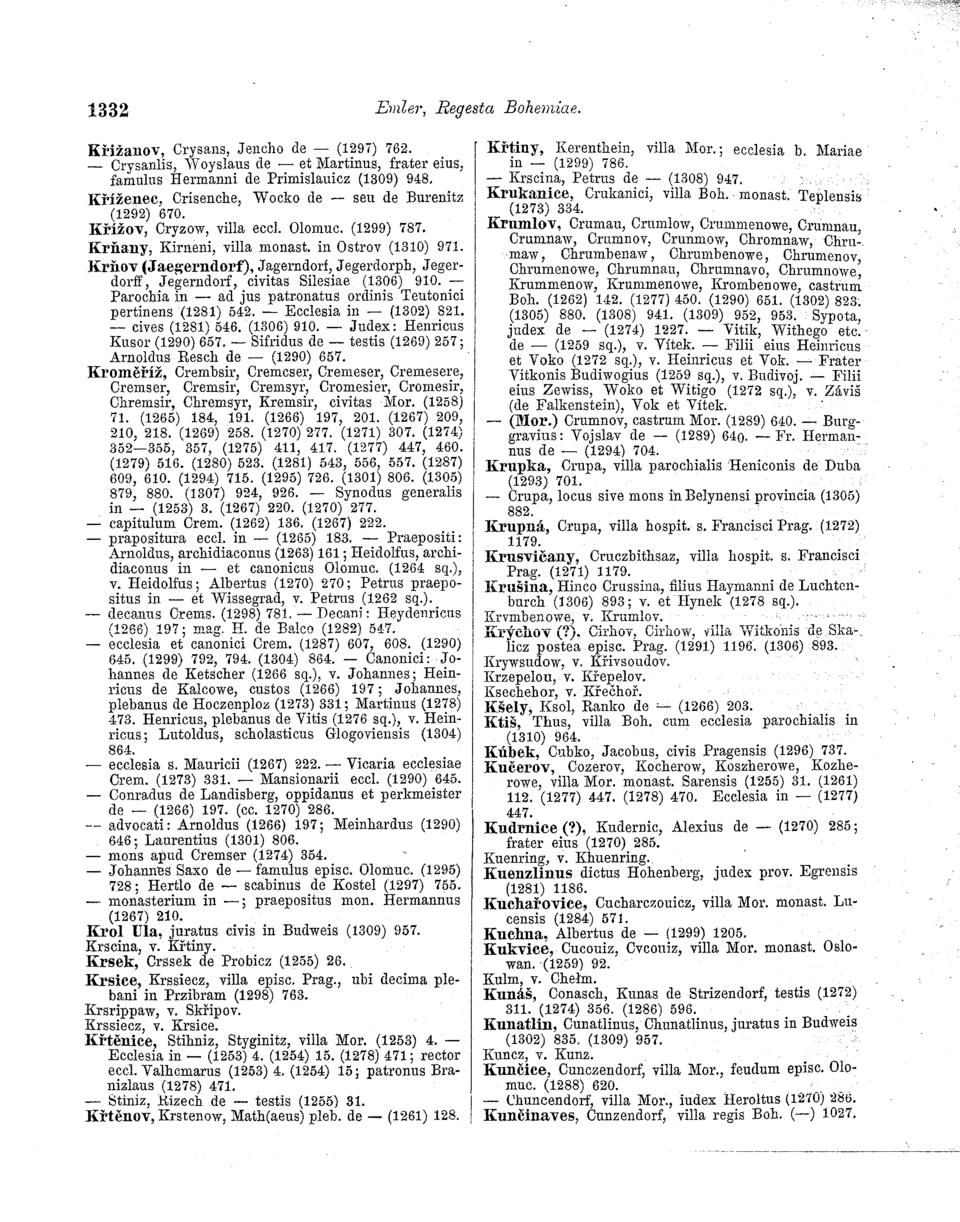 1332
Emler, Regesta Bohemiae.
Křižanov, Crysans, Jencho de — (1297) 762.
— Crysanlis, Woyslaus de — et Martinus, frater eius,
famulus Hermanni de Primislauicz (1309) 948.
Kříženec, Crisenche, Wocko de — seu de Burenitz
(1292) 670.
Křížov, Cryzow, villa eccl. Olomuc. (1299) 787.
Krňany, Kirneni, villa monast. in Ostrov (1310) 971.
Krňov (Jaegerndorf), Jagerndorf, Jegerdorph, Jeger-
dorff, Jegerndorf, civitas Silesiae (1306) 910. —
Parochia in — ad jus patronatus ordinis Teutonici
pertinens (1281) 542. — Ecclesia in — (1302) 821.
— cives (1281) 546. (1306) 910. — Judex: Henricus
Kusor (1290) 657. — Sifridus de — testis (1269) 257;
Arnoldus Resch de — (1290) 657.
Kroměříž, Crembsir, Cremcser, Cremeser, Cremesere,
Cremser, Cremsir, Cremsyr, Cromesier, Cromesir,
Chremsir, Chremsyr, Kremsir, civitas Mor. (1258)
71. (1265) 184, 191. (1266) 197, 201. (1267) 209,
210, 218. (1269) 258. (1270) 277. (1271) 307. (1274)
352—355, 357, (1275) 411, 417. (1277) 447, 460.
(1279) 516. (1280) 523. (1281) 543, 556, 557. (1287)
609, 610. (1294) 715. (1295) 726. (1301) 806. (1305)
879, 880. (1307) 924, 926. — Synodus generalis
in — (1253) 3. (1267) 220. (1270) 277.
— capitulum Crem. (1262) 136. (1267) 222.
— prapositura eccl. in — (1265) 183. — Praepositi:
Arnoldus, archidiaconus (1263) 161; Heidolfus, archi-
diaconus in — et canonicus Olomuc. (1264 sq.),
v. Heidolfus; Albertus (1270) 270; Petrus praepo-
situs in — et Wissegrad, v. Petrus (1262 sq.).
— decanus Crems. (1298) 781. — Decani: Heydenricus
(1266) 197; mag. H. de Balco (1282) 547.
— ecclesia et canonici Crem. (1287) 607, 608. (1290)
645. (1299) 792, 794. (1304) 864. — Canonici: Jo-
hannes de Ketscher (1266 sq.), v. Johannes; Hein-
ricus de Kalcowe, custos (1266) 197; Johannes,
plebanus de Hoczenploz (1273) 331; Martinus (1278)
473. Henricus, plebanus de Vitis (1276 sq.), v. Hein-
ricus; Lutoldus, scholasticus Glogoviensis (1304)
864.
— ecclesia s. Mauricii (1267) 222. — Vicaria ecclesiae
Crem. (1273) 331. — Mansionarii eccl. (1290) 645.
— Conradus de Landisberg, oppidanus et perkmeister
de — (1266) 197. (cc. 1270) 286.
— advocati: Arnoldus (1266) 197; Meinhardus (1290)
646; Laurentius (1301) 806.
— mons apud Cremser (1274) 354.
— Johannes Saxo de — famulus episc. Olomuc. (1295)
728; Hertlo de — scabinus de Kostel (1297) 755.
— monasterium in —; praepositus mon. Hermannus
(1267) 210.
Krol Ula, juratus civis in Budweis (1309) 957.
Krscina, v. Křtiny.
Krsek, Crssek de Probicz (1255) 26.
Krsice, Krssiecz, villa episc. Prag., ubi decima ple-
bani in Przibram (1298) 763.
Krsrippaw, v. Skřipov.
Krssiecz, v. Krsice.
Křtěnice, Stihniz, Styginitz, villa Mor. (1253) 4. —
Ecclesia in — (1253) 4. (1254) 15. (1278) 471; rector
eccl. Valhcmarus (1253) 4. (1254) 15; patronus Bra-
nizlaus (1278) 471.
— Stiniz, Rizech de — testis (1255) 31.
Křtěnov, Krstenow, Math(aeus) pleb. de — (1261) 128.
Křtiny, Kerenthein, villa Mor.; ecclesia b. Mariae
in — (1299) 786.
— Krscina, Petrus de — (1308) 947.
Krukanice, Crukanici, villa Boh. monast. Teplensis
(1273) 334.
Krumlov, Crumau, Crumlow, Crummenowe, Crumnau,
Crumnaw, Crumnov, Crunmow, Chromnaw, Chru-
maw, Chrumbenaw, Chrumbenowe, Chrumenov,
Chrumenowe, Chrumnau, Chrumnavo, Chrumnowe,
Krummenow, Krummenowe, Krombenowe, castrum
Boh. (1262) 142. (1277) 450. (1290) 651. (1302) 823.
(1305) 880. (1308) 941. (1309) 952, 953. Sypota,
judex de — (1274) 1227. — Vitik, Withego etc.
de — (1259 sq.), v. Vítek. — Filii eius Heinricus
et Voko (1272 sq.), v. Heinricus et Vok. — Frater
Vitkonis Budiwogius (1259 sq.), v. Budivoj. — Filii
eius Zewiss, Woko et Witigo (1272 sq.), v. Záviš
(de Falkenstein), Vok et Vítek.
— (Mor.) Crumnov, castrum Mor. (1289) 640. — Burg-
gravius: Vojslav de — (1289) 640. — Fr. Herman-
nus de — (1294) 704.
Krupka, Crupa, villa parochialis Heniconis de Duba
(1293) 701.
— Crupa, locus sive mons in Belynensi provincia (1305)
882.
Krupná, Crupa, villa hospit. s. Francisci Prag. (1272)
1179.
Krusvičany, Cruczbithsaz, villa hospit. s. Francisci
Prag. (1271) 1179.
Krušina, Hinco Crussina, filius Haymanni de Luchten-
burch (1306) 893; v. et Hynek (1278 sq.).
Krvmbenowe, v. Krumlov.
Krýchov (?), Cirhov, Cirhow, villa Witkonis de Ska-
licz postea episc. Prag. (1291) 1196. (1306) 893.
Krywsudow, v. Křivsoudov.
Krzepelou, v. Křepelov.
Ksechehor, v. Křečhoř.
Kšely, Ksol, Ranko de — (1266) 203.
Ktiš, Thus, villa Boh. cum ecclesia parochialis in
(1310) 964.
Kúbek, Cubko, Jacobus, civis Pragensis (1296) 737.
Kučerov, Cozerov, Kocherow, Koszherowe, Kozhe-
rowe, villa Mor. monast. Sarensis (1255) 31. (1261)
112. (1277) 447. (1278) 470. Ecclesia in — (1277)
447.
Kudrnice (?), Kudernic, Alexius de — (1270) 285;
frater eius (1270) 285.
Kuenring, v. Khuenring.
Kuenzlinus dictus Hohenberg, judex prov. Egrensis
(1281) 1186.
Kuchařovice, Cucharczouicz, villa Mor. monast. Lu-
censis (1284) 571.
Kuchna, Albertus de — (1299) 1205.
Kukvice, Cucouiz, Cvcouiz, villa Mor. monast. Oslo-
wan. (1259) 92.
Kulm, v. Chełm.
Kunáš, Conasch, Kunas de Strizendorf, testis (1272)
311. (1274) 356. (1286) 596.
Kunatlin, Cunatlinus, Chunatlinus, juratus in Budweis
(1302) 835. (1309) 957.
Kuncz, v. Kunz.
Kunčice, Cunczendorf, villa Mor., feudum episc. Olo-
muc. (1288) 620.
— Chuncendorf, villa Mor., iudex Heroltus (1270) 286.
Kunčinaves, Cunzendorf, villa regis Boh. (—) 1027.